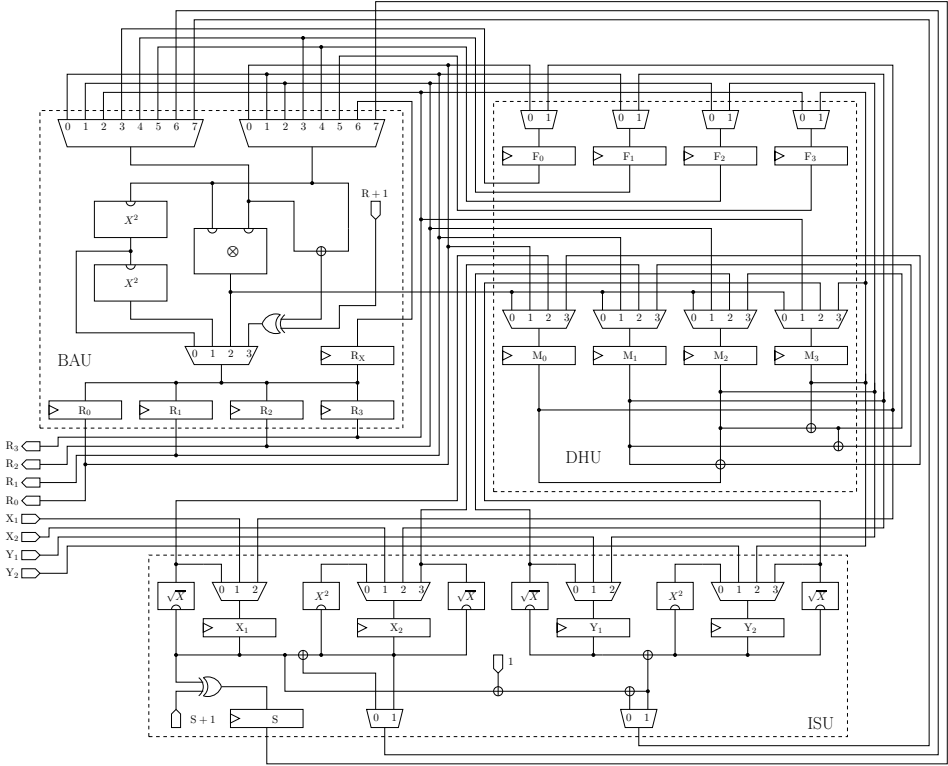 0 1 2 3 4 5 6 7
0 1 2 3 4 5 6 7
0 1
0 1
0 1
0 1
F₀
F₁
F₂
F₃
R + 1
X²
⊗
X²
0 1 2 3
0 1 2 3
0 1 2 3
0 1 2 3
0 1 2 3
BAU
R_X
M₀
M₁
M₂
M₃
R₀
R₁
R₂
R₃
R₃
R₂
R₁
R₀
DHU
X₁
X₂
Y₁
Y₂
√X
0 1 2
X²
0 1 2 3
√X
√X
0 1 2
X²
0 1 2 3
√X
X₁
X₂
Y₁
Y₂
1
S + 1
S
0 1
0 1
ISU